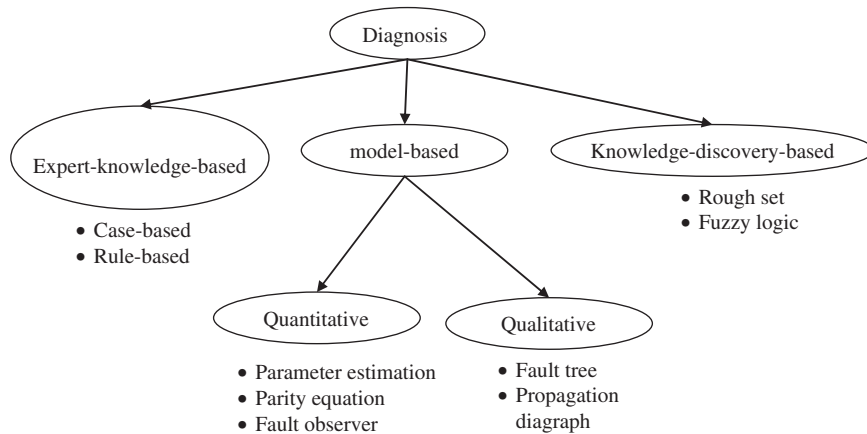 Diagnosis
Expert-knowledge-based
model-based
Knowledge-discovery-based
• Case-based
• Rule-based
• Rough set
• Fuzzy logic
Quantitative
Qualitative
• Parameter estimation
• Parity equation
• Fault observer
• Fault tree
• Propagation
diagraph